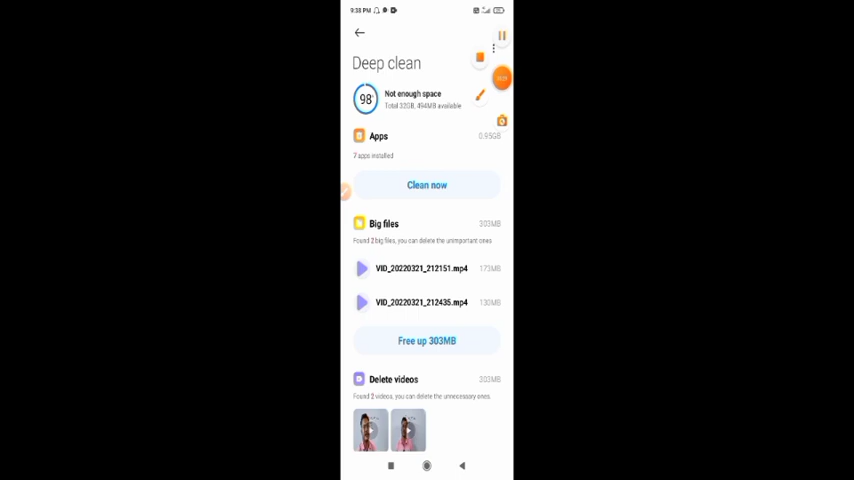 9:38 PM
Deep clean
98
Not enough space
Total 32GB, 494MB available
Apps 0.95GB
7 apps installed
Clean now
Big files 303MB
Found 2 big files, you can delete the unimportant ones
VID_20220321_212151.mp4 173MB
VID_20220321_212435.mp4 130MB
Free up 303MB
Delete videos 303MB
Found 2 videos, you can delete the unnecessary ones